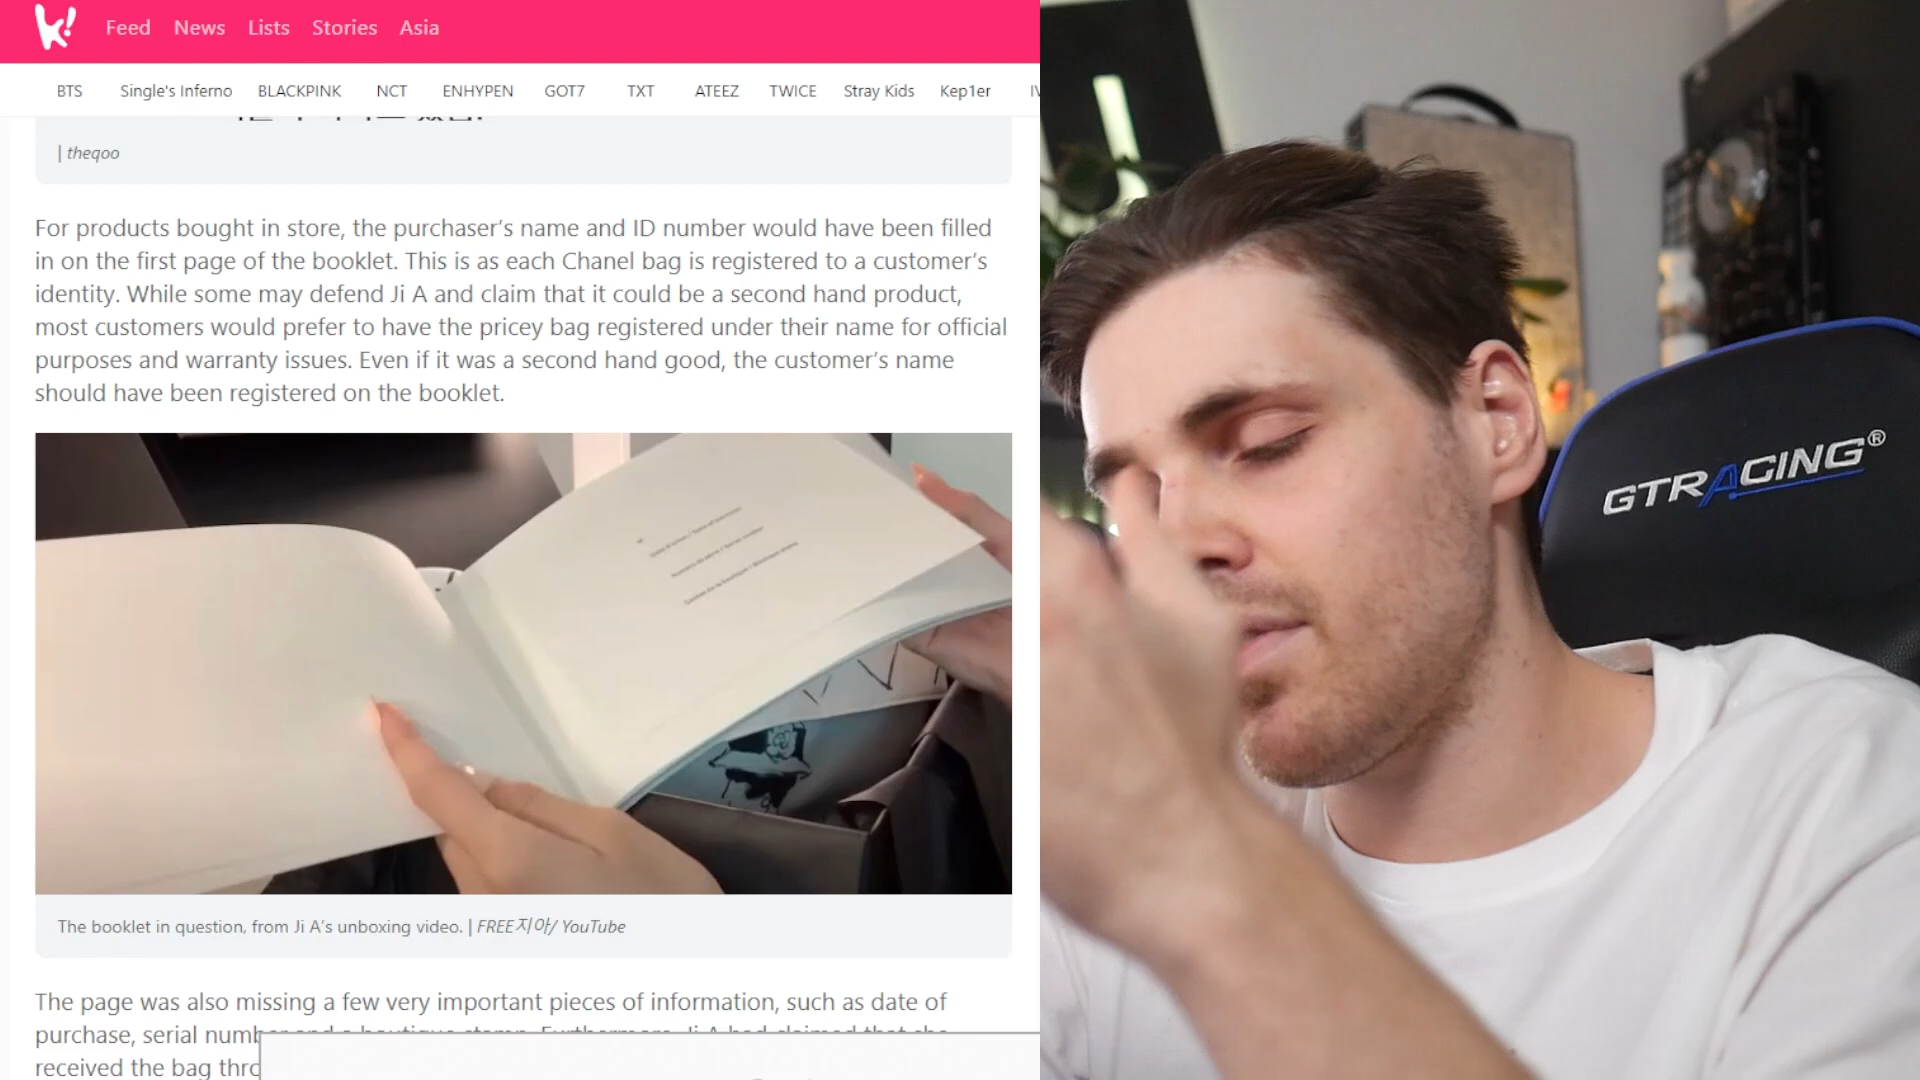 k!
Feed News Lists Stories Asia
BTS Single's Inferno BLACKPINK NCT ENHYPEN GOT7 TXT ATEEZ TWICE Stray Kids Kep1er
| theqoo
For products bought in store, the purchaser’s name and ID number would have been filled
in on the first page of the booklet. This is as each Chanel bag is registered to a customer’s
identity. While some may defend Ji A and claim that it could be a second hand product,
most customers would prefer to have the pricey bag registered under their name for official
purposes and warranty issues. Even if it was a second hand good, the customer’s name
should have been registered on the booklet.
The booklet in question, from Ji A’s unboxing video. | FREE지아/ YouTube
The page was also missing a few very important pieces of information, such as date of
purchase, serial
received the bag
GTRACING®